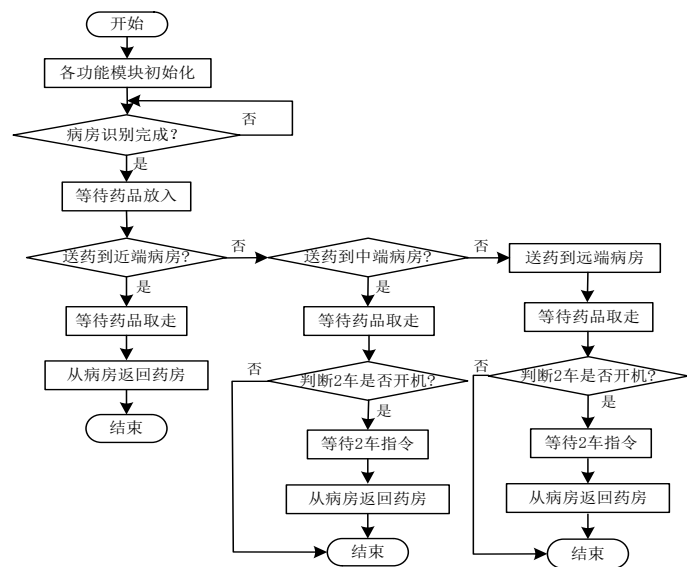 开始
各功能模块初始化
否
病房识别完成？
是
等待药品放入
送药到近端病房?
否
送药到中端病房?
否
送药到远端病房
是
是
等待药品取走
等待药品取走
等待药品取走
从病房返回药房
否
判断2车是否开机?
否
判断2车是否开机?
是
是
结束
等待2车指令
等待2车指令
从病房返回药房
从病房返回药房
结束
结束